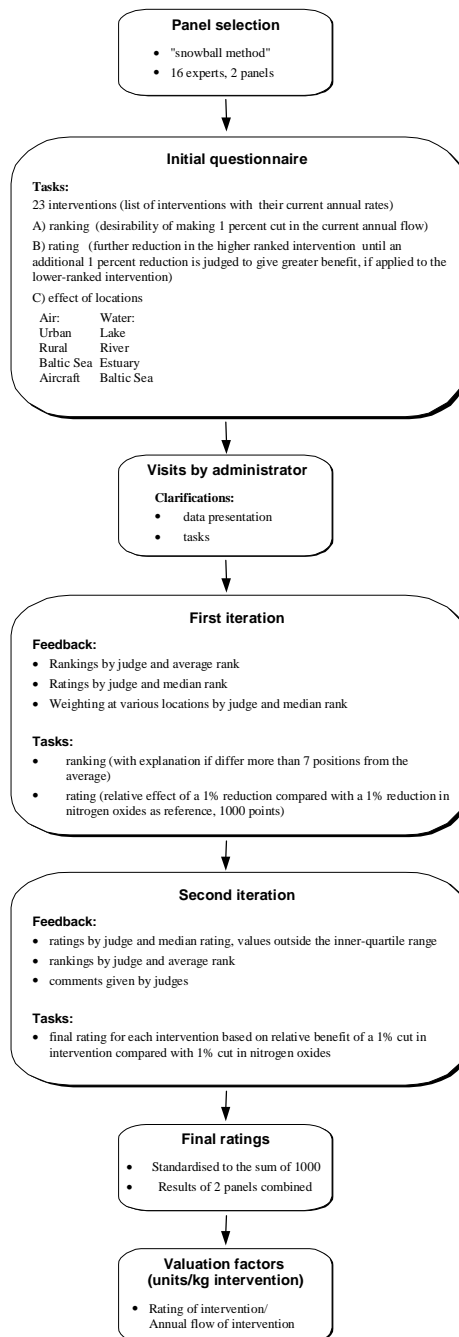 Panel selection
• "snowball method"
• 16 experts, 2 panels
Initial questionnaire
Tasks:
23 interventions (list of interventions with their current annual rates)
A) ranking (desirability of making 1 percent cut in the current annual flow)
B) rating (further reduction in the higher ranked intervention until an
additional 1 percent reduction is judged to give greater benefit, if applied to the
lower-ranked intervention)
C) effect of locations
Air: Water:
Urban Lake
Rural River
Baltic Sea Estuary
Aircraft Baltic Sea
Visits by administrator
Clarifications:
• data presentation
• tasks
First iteration
Feedback:
• Rankings by judge and average rank
• Ratings by judge and median rank
• Weighting at various locations by judge and median rank
Tasks:
• ranking (with explanation if differ more than 7 positions from the
average)
• rating (relative effect of a 1% reduction compared with a 1% reduction in
nitrogen oxides as reference, 1000 points)
Second iteration
Feedback:
• ratings by judge and median rating, values outside the inner-quartile range
• rankings by judge and average rank
• comments given by judges
Tasks:
• final rating for each intervention based on relative benefit of a 1% cut in
intervention compared with 1% cut in nitrogen oxides
Final ratings
• Standardised to the sum of 1000
• Results of 2 panels combined
Valuation factors
(units/kg intervention)
• Rating of intervention/
Annual flow of intervention